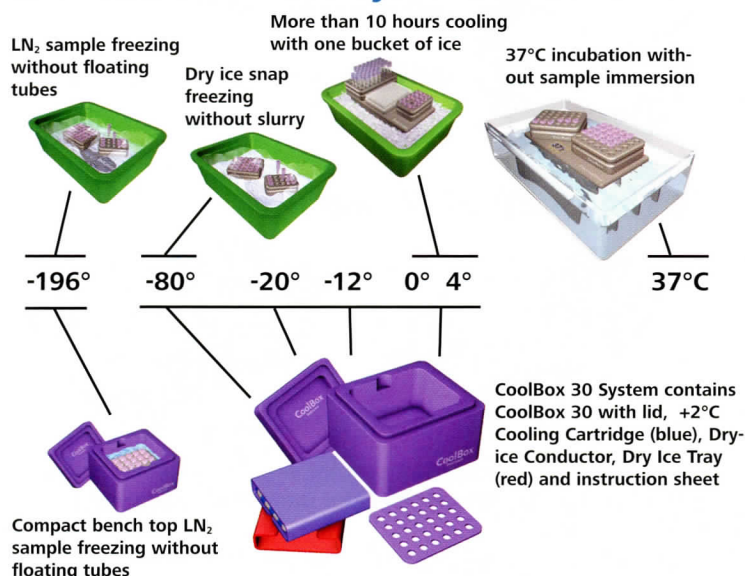 More than 10 hours cooling
with one bucket of ice
LN₂ sample freezing
without floating
tubes
Dry ice snap
freezing
without slurry
37°C incubation with-
out sample immersion
-196° -80° -20° -12° 0° 4° 37°C
CoolBox
CoolBox
CoolBox
CoolBox 30 System contains
CoolBox 30 with lid, +2°C
Cooling Cartridge (blue), Dry-
ice Conductor, Dry Ice Tray
(red) and instruction sheet
Compact bench top LN₂
sample freezing without
floating tubes